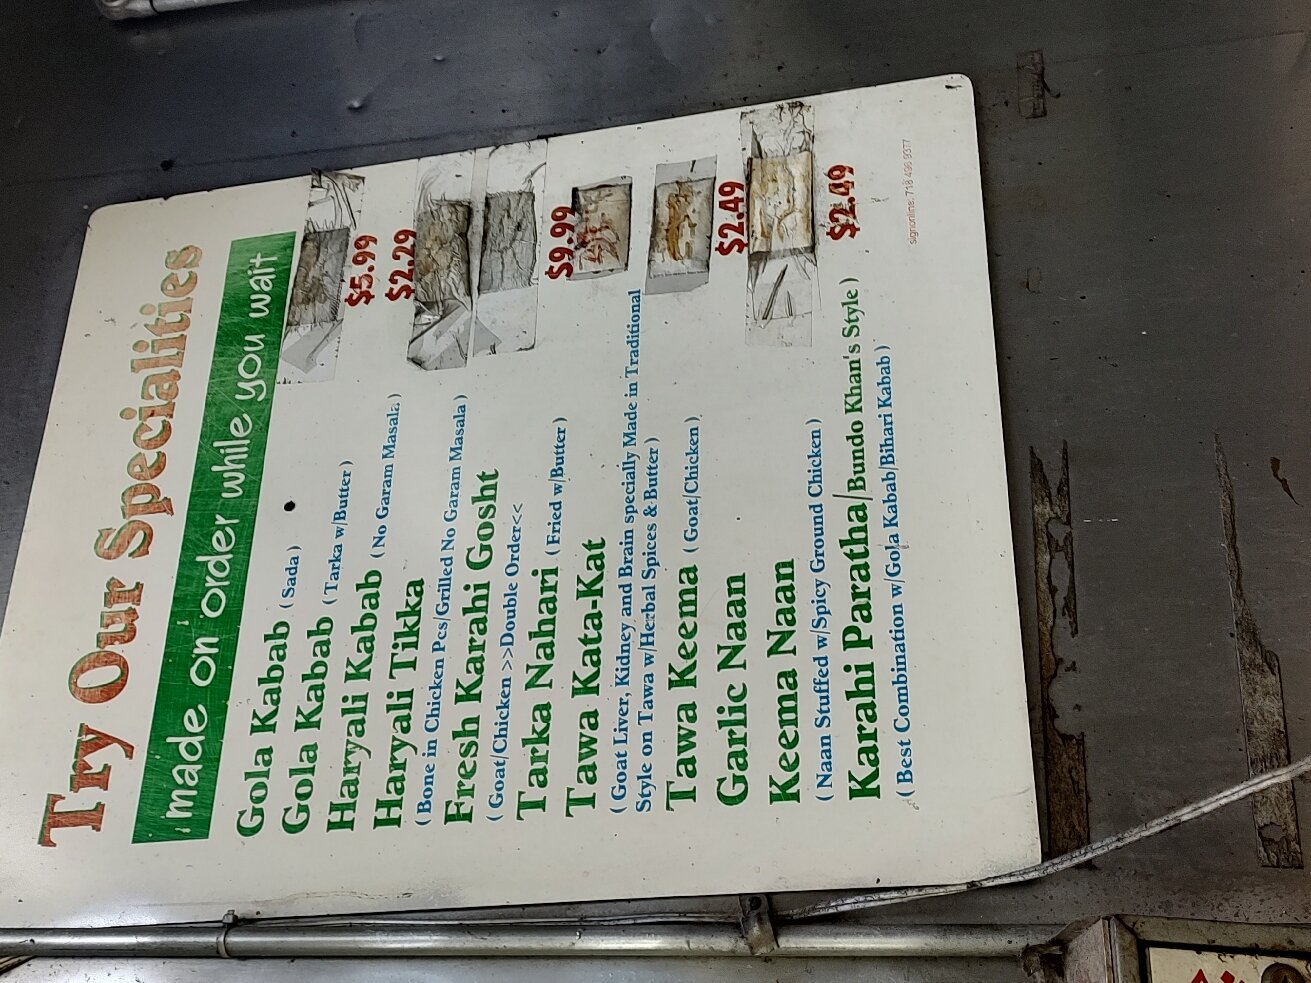 Try Our Specialities
made on order while you wait
Gola Kabab ( Sada )
Gola Kabab ( Tarka w/Butter )
Haryali Kabab ( No Garam Masala ) $5.99
Haryali Tikka $2.29
( Bone in Chicken Pcs/Grilled No Garam Masala )
Fresh Karahi Gosht
( Goat/Chicken >>Double Order<<
Tarka Nahari ( Fried w/Butter ) $9.99
Tawa Kata-Kat
( Goat Liver, Kidney and Brain specially Made in Traditional
Style on Tawa w/Herbal Spices & Butter )
Tawa Keema ( Goat/Chicken )
Garlic Naan $2.49
Keema Naan
( Naan Stuffed w/Spicy Ground Chicken )
Karahi Paratha/Bundo Khan's Style ) $2.49
( Best Combination w/Gola Kabab/Bihari Kabab )
signonline: 718 496 9377